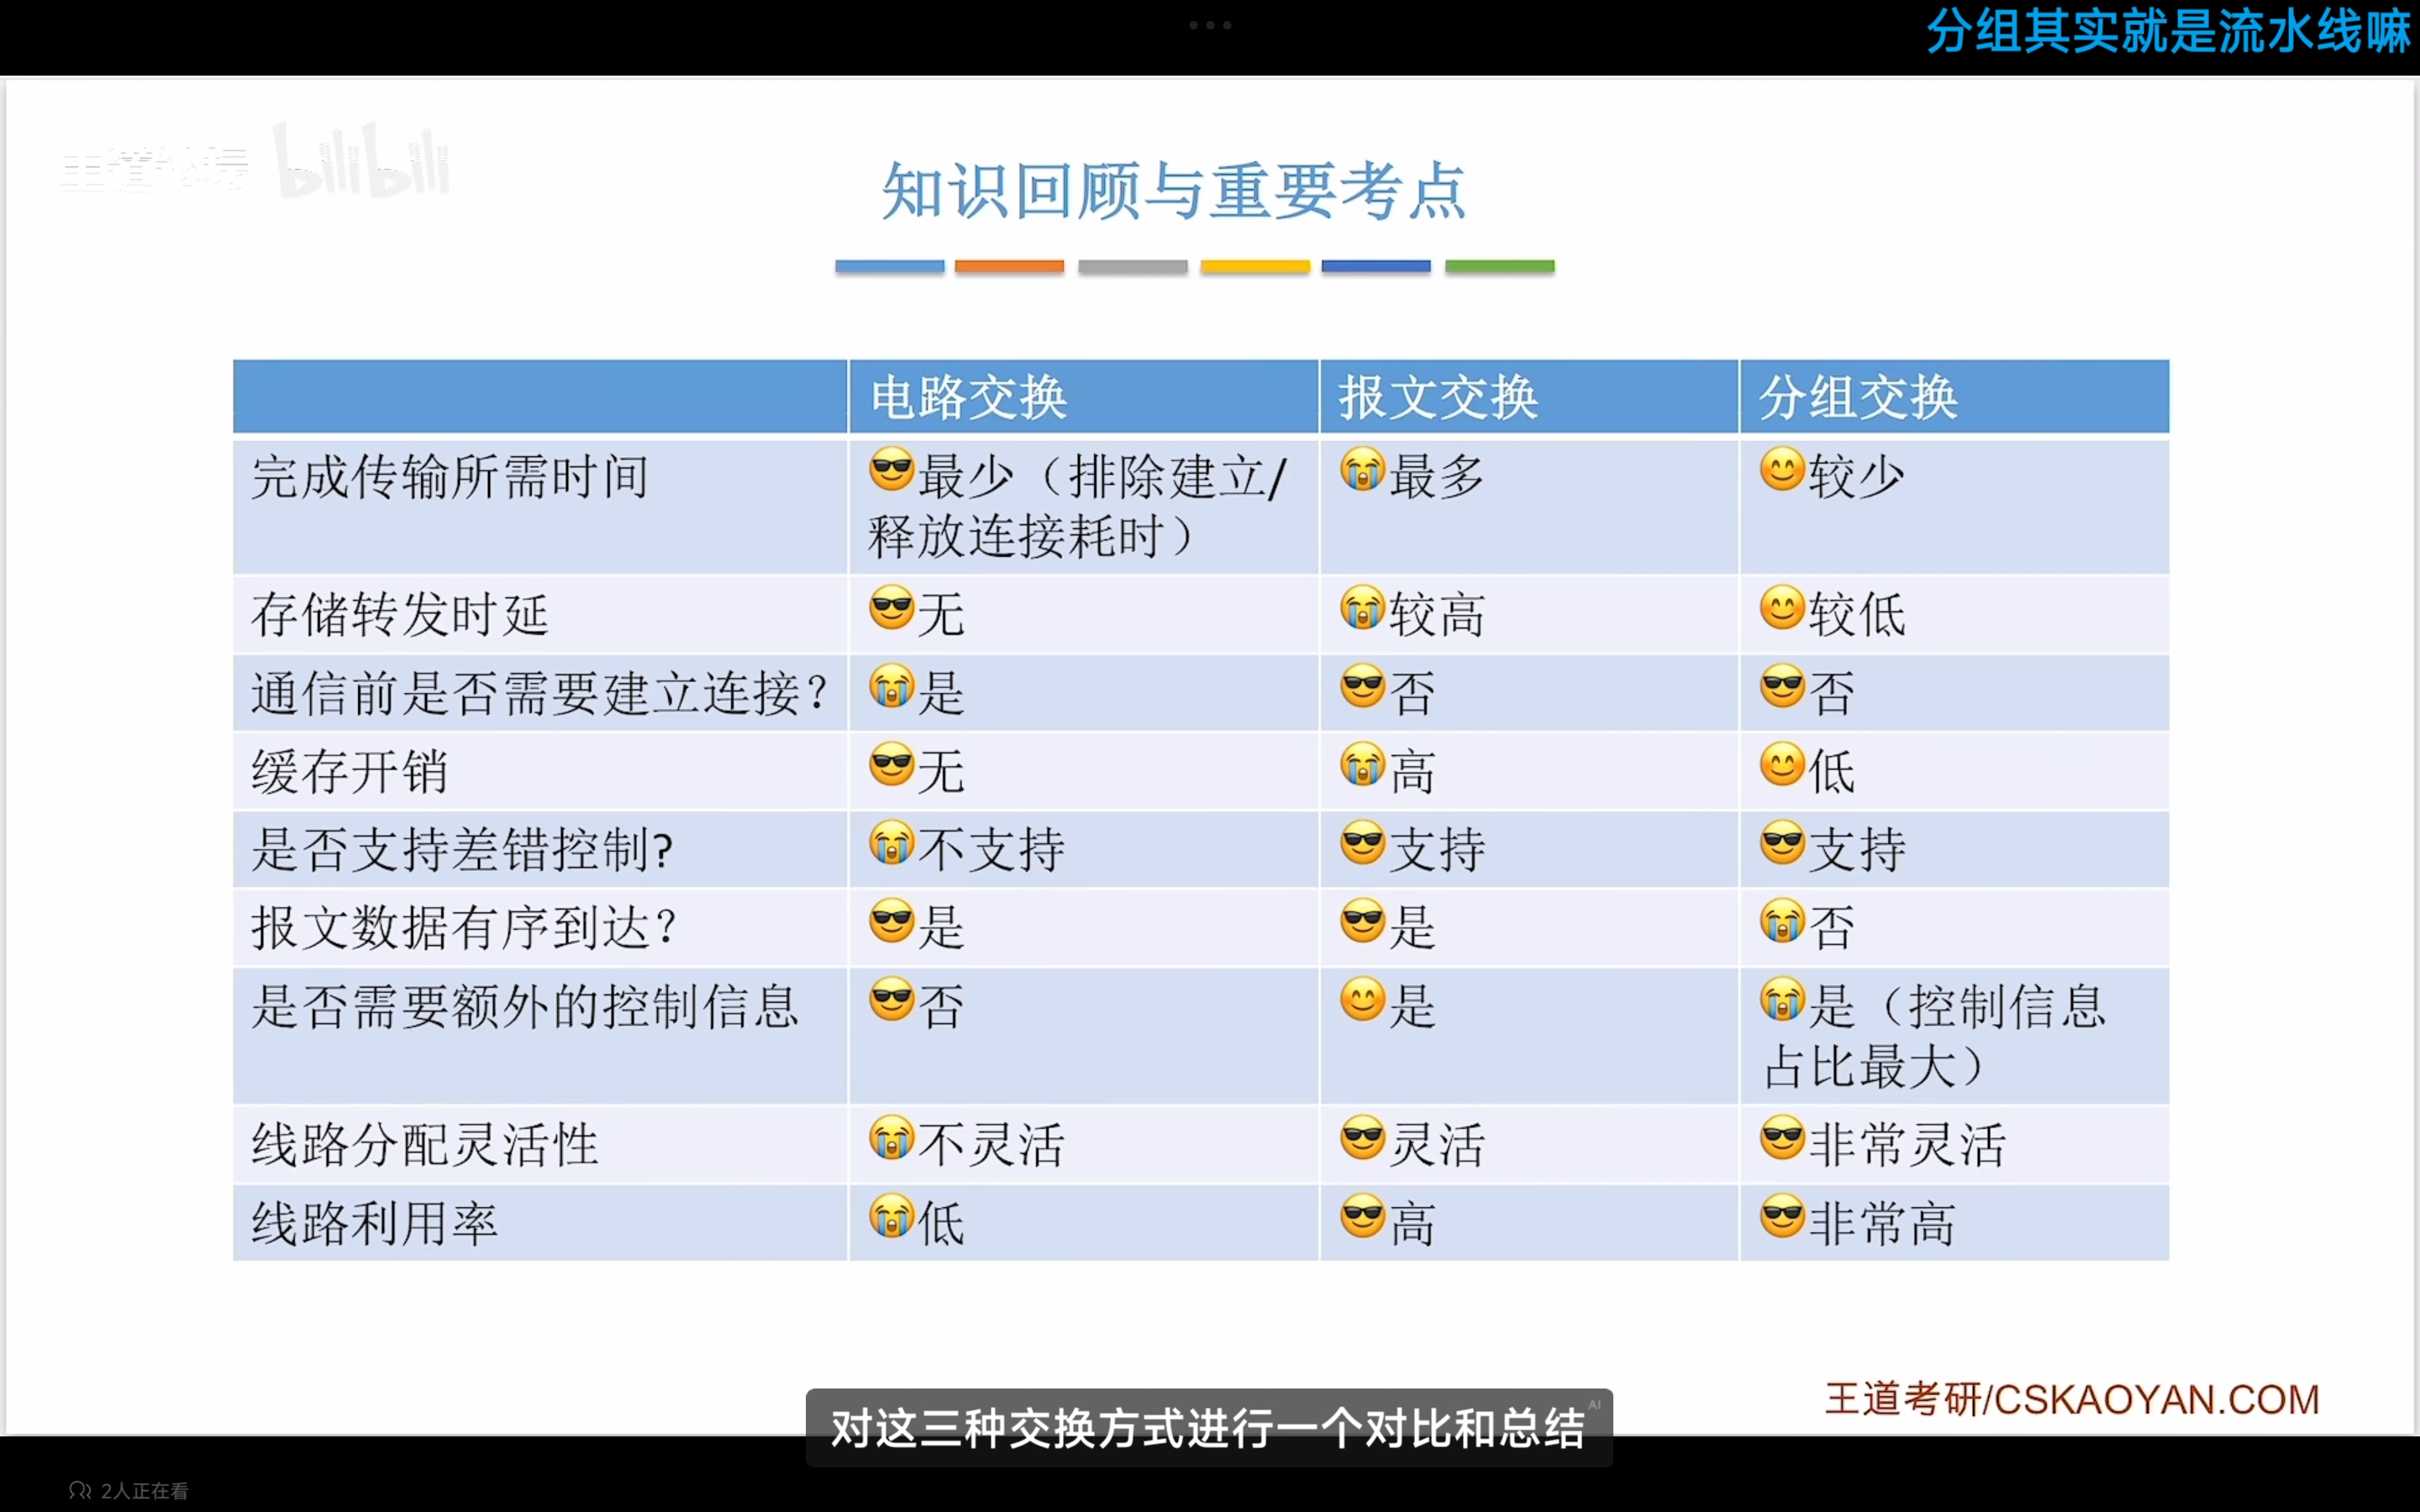 分组其实就是流水线嘛
王道论坛 bilibili
知识回顾与重要考点
电路交换 报文交换 分组交换
完成传输所需时间 😎最少（排除建立/释放连接耗时） 😭最多 😊较少
存储转发时延 😎无 😭较高 😊较低
通信前是否需要建立连接？ 😭是 😎否 😎否
缓存开销 😎无 😭高 😊低
是否支持差错控制? 😭不支持 😎支持 😎支持
报文数据有序到达？ 😎是 😎是 😭否
是否需要额外的控制信息 😎否 😊是 😭是（控制信息占比最大）
线路分配灵活性 😭不灵活 😎灵活 😎非常灵活
线路利用率 😭低 😎高 😎非常高
王道考研/CSKAOYAN.COM
对这三种交换方式进行一个对比和总结 AI
2人正在看